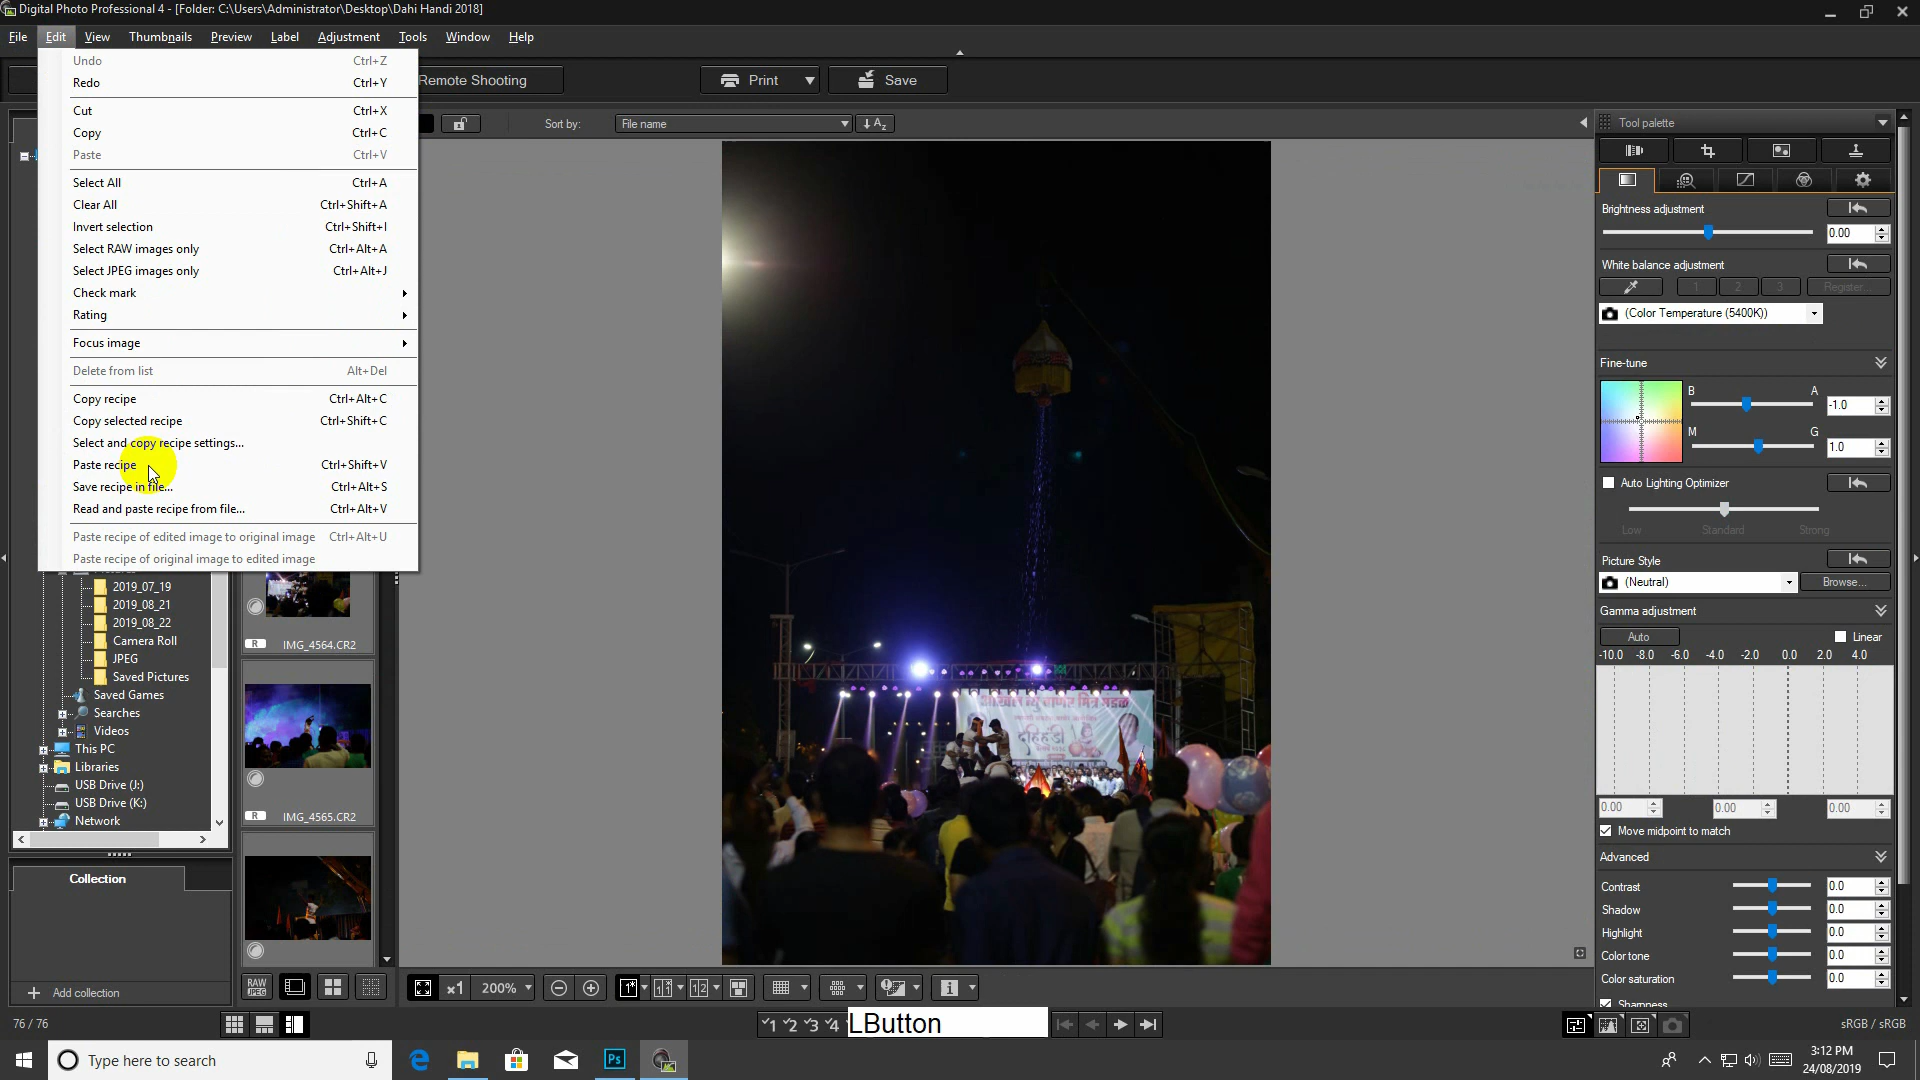 Digital Photo Professional 4 - [Folder: C:\Users\Administrator\Desktop\Dahi Handi 2018]
File Edit View Thumbnails Preview Label Adjustment Tools Window Help
Undo Ctrl+Z
Redo Ctrl+Y
Cut Ctrl+X
Copy Ctrl+C
Paste Ctrl+V
Select All Ctrl+A
Clear All Ctrl+Shift+A
Invert selection Ctrl+Shift+I
Select RAW images only Ctrl+Alt+A
Select JPEG images only Ctrl+Alt+J
Check mark
Rating
Focus image
Delete from list Alt+Del
Copy recipe Ctrl+Alt+C
Copy selected recipe Ctrl+Shift+C
Select and copy recipe settings...
Paste recipe Ctrl+Shift+V
Save recipe in file... Ctrl+Alt+S
Read and paste recipe from file... Ctrl+Alt+V
Paste recipe of edited image to original image Ctrl+Alt+U
Paste recipe of original image to edited image
Remote Shooting
Print
Save
Sort by: File name
2019_07_19
2019_08_21
2019_08_22
Camera Roll
JPEG
Saved Pictures
Saved Games
Searches
Videos
This PC
Libraries
USB Drive (J:)
USB Drive (K:)
Network
Collection
Add collection
76 / 76
R IMG_4564.CR2
R IMG_4565.CR2
RAW
JPEG
दहिहंडी
x1 200%
1 2 3 4
LButton
Tool palette
Brightness adjustment
0.00
White balance adjustment
1 2 3 Register...
(Color Temperature (5400K))
Fine-tune
B A -1.0
M G 1.0
Auto Lighting Optimizer
Low Standard Strong
Picture Style
(Neutral) Browse...
Gamma adjustment
Auto Linear
-10.0 -8.0 -6.0 -4.0 -2.0 0.0 2.0 4.0
0.00 0.00 0.00
Move midpoint to match
Advanced
Contrast 0.0
Shadow 0.0
Highlight 0.0
Color tone 0.0
Color saturation 0.0
Sharpness
sRGB / sRGB
Type here to search
Ps
3:12 PM
24/08/2019